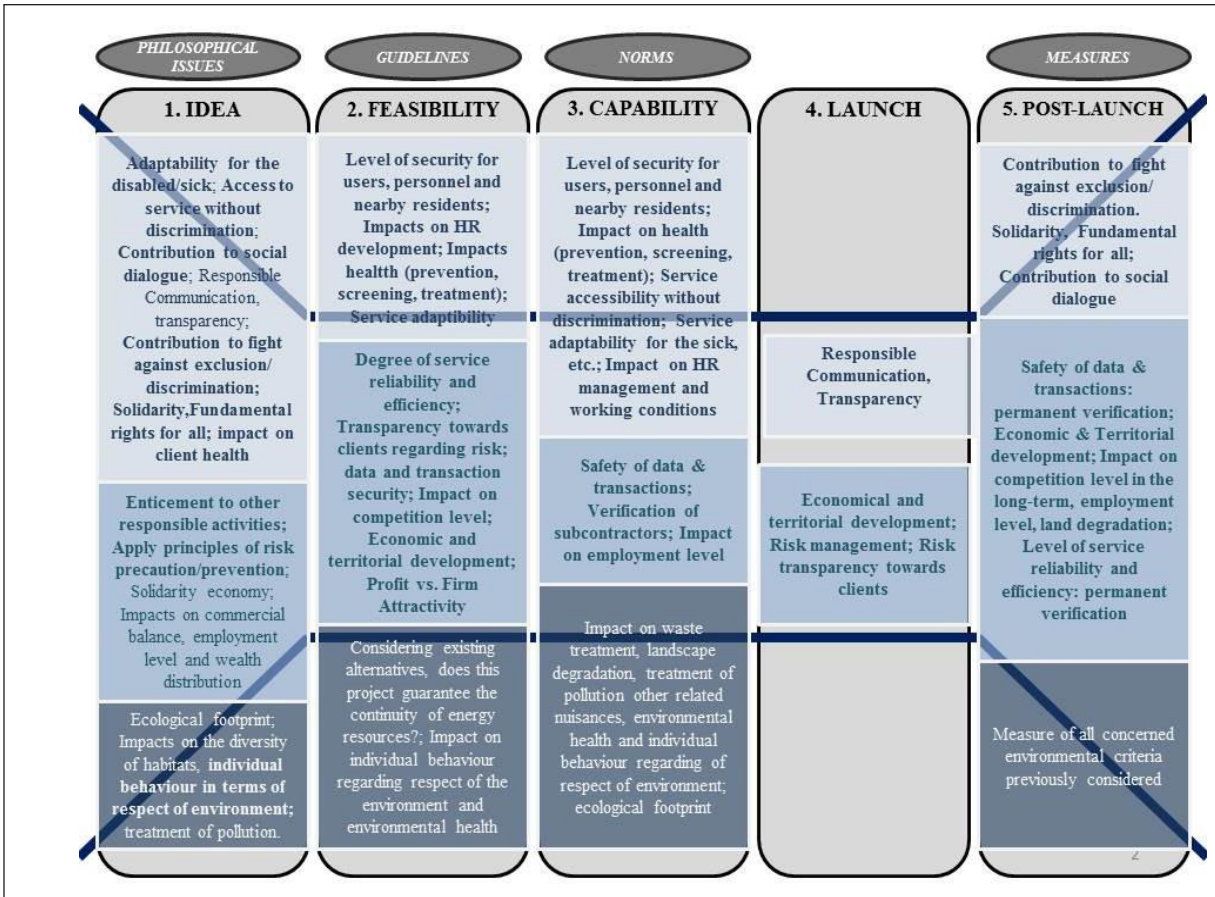 PHILOSOPHICAL
ISSUES
GUIDELINES
NORMS
MEASURES
1. IDEA
Adaptability for the
disabled/sick; Access to
service without
discrimination;
Contribution to social
dialogue; Responsible
Communication,
transparency;
Contribution to fight
against exclusion/
discrimination;
Solidarity,Fundamental
rights for all; impact on
client health
Enticement to other
responsible activities;
Apply principles of risk
precaution/prevention;
Solidarity economy;
Impacts on commercial
balance, employment
level and wealth
distribution
Ecological footprint;
Impacts on the diversity
of habitats, individual
behaviour in terms of
respect of environment;
treatment of pollution.
2. FEASIBILITY
Level of security for
users, personnel and
nearby residents;
Impacts on HR
development; Impacts
healtth (prevention,
screening, treatment);
Service adaptibility
Degree of service
reliability and
efficiency;
Transparency towards
clients regarding risk;
data and transaction
security; Impact on
competition level;
Economic and
territorial development;
Profit vs. Firm
Attractivity
Considering existing
alternatives, does this
project guarantee the
continuity of energy
resources?; Impact on
individual behaviour
regarding respect of the
environment and
environmental health
3. CAPABILITY
Level of security for
users, personnel and
nearby residents;
Impact on health
(prevention, screening,
treatment); Service
accessibility without
discrimination; Service
adaptability for the sick,
etc.; Impact on HR
management and
working conditions
Safety of data &
transactions;
Verification of
subcontractors; Impact
on employment level
Impact on waste
treatment, landscape
degradation, treatment of
pollution other related
nuisances, environmental
health and individual
behaviour regarding of
respect of environment;
ecological footprint
4. LAUNCH
Responsible
Communication,
Transparency
Economical and
territorial development;
Risk management; Risk
transparency towards
clients
5. POST-LAUNCH
Contribution to fight
against exclusion/
discrimination.
Solidarity, Fundamental
rights for all;
Contribution to social
dialogue
Safety of data &
transactions:
permanent verification;
Economic & Territorial
development; Impact on
competition level in the
long-term, employment
level, land degradation;
Level of service
reliability and
efficiency: permanent
verification
Measure of all concerned
environmental criteria
previously considered
2